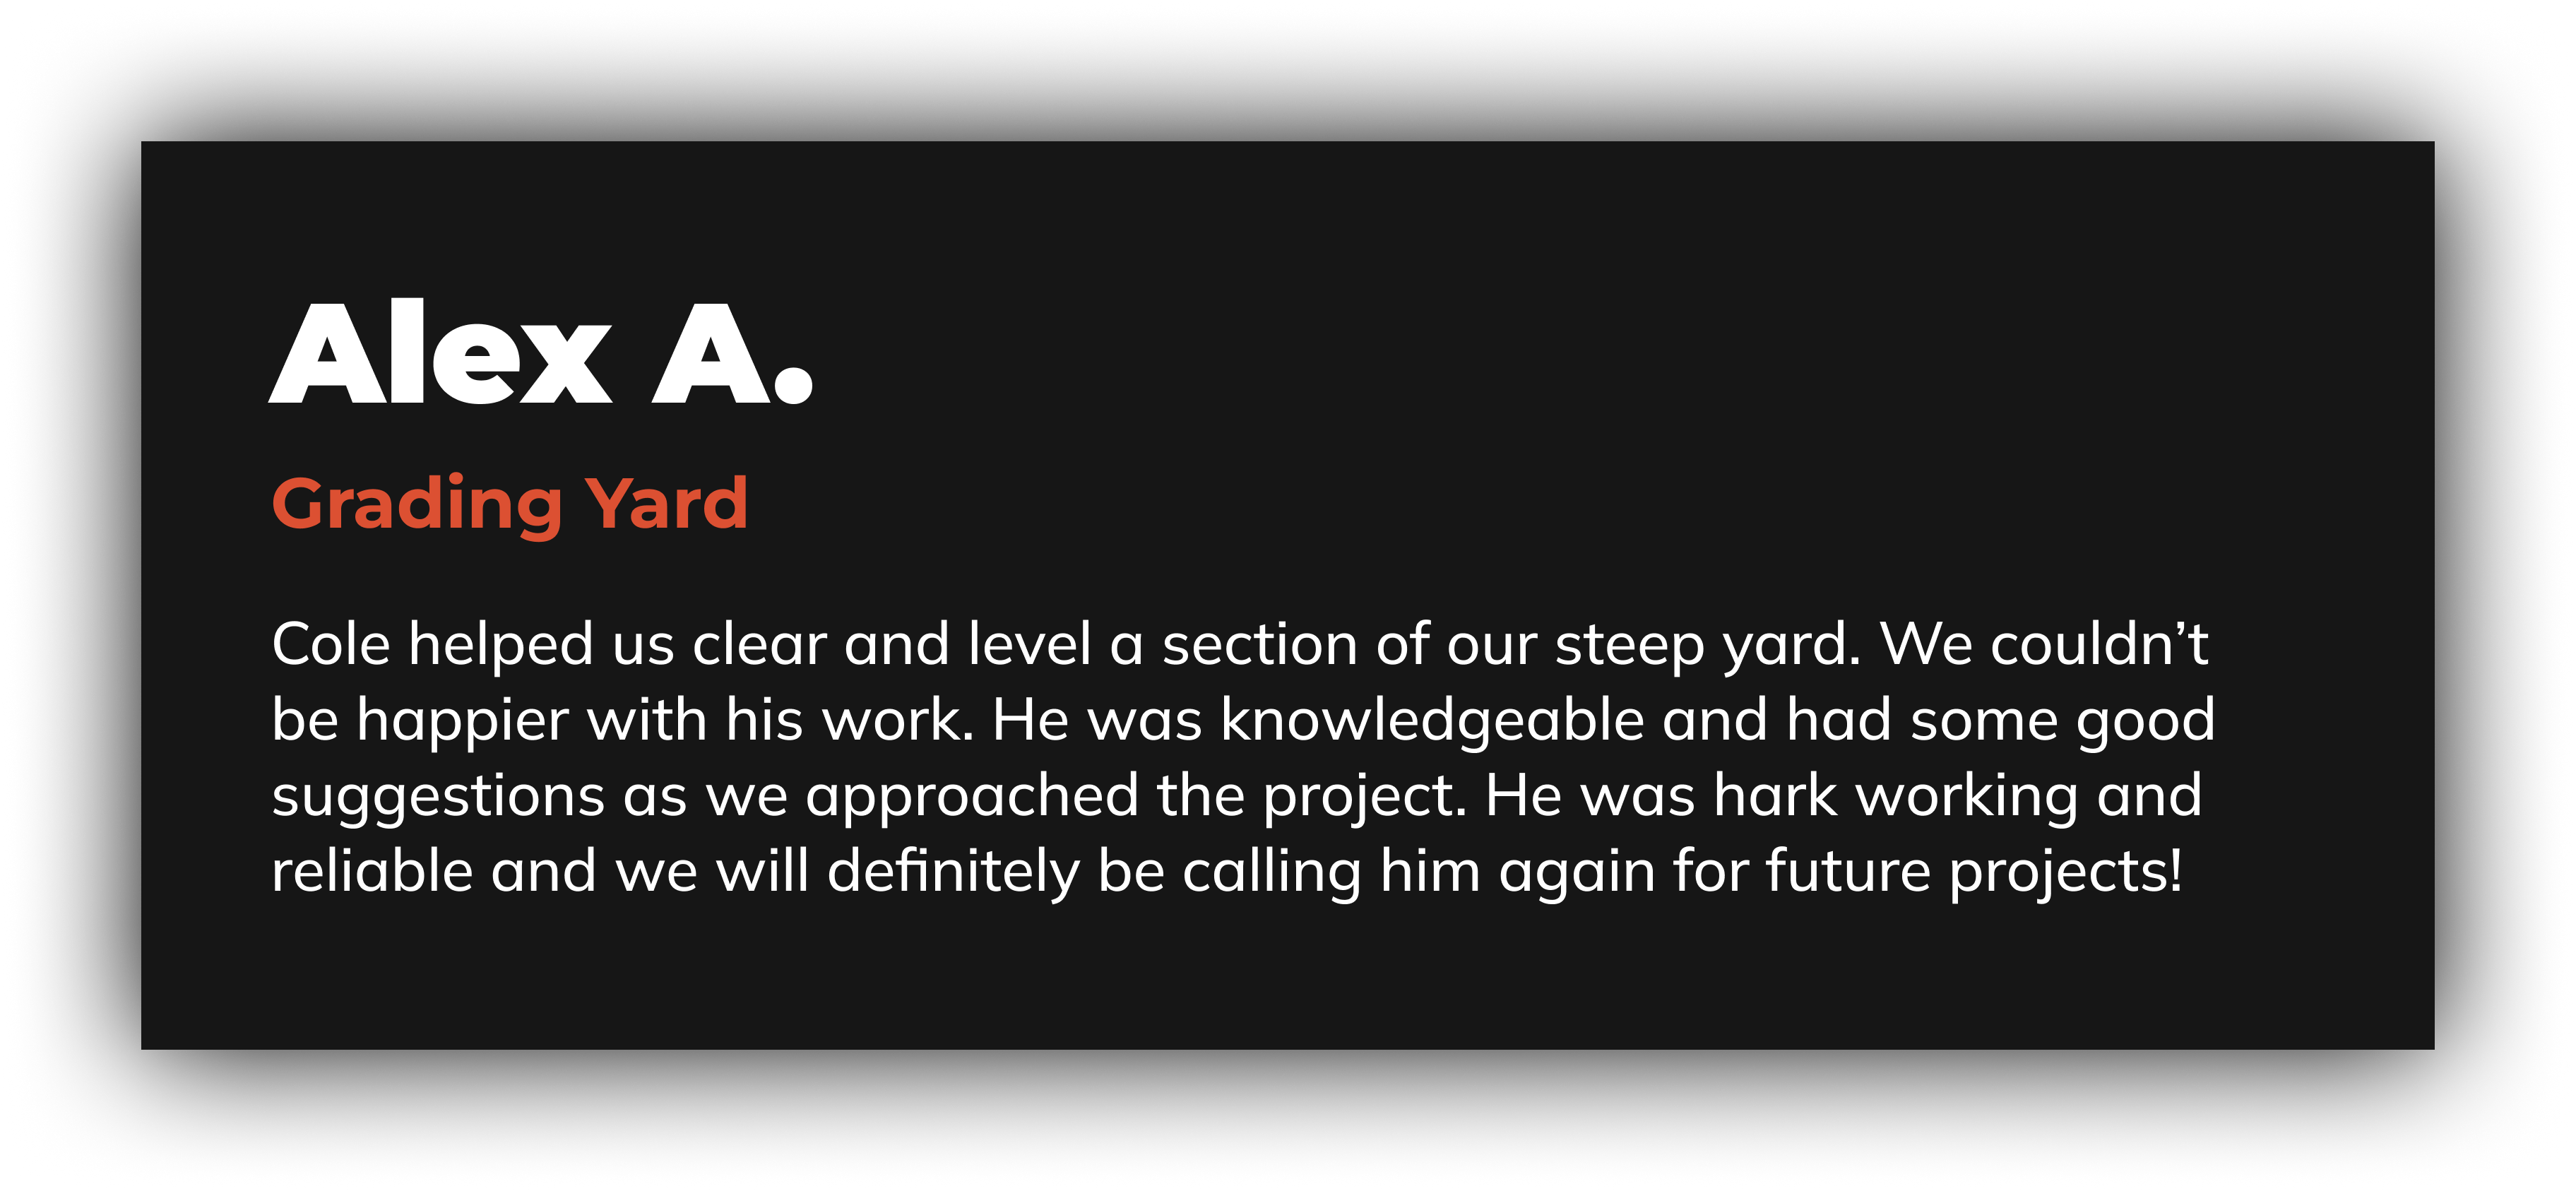 Alex A.
Grading Yard
Cole helped us clear and level a section of our steep yard. We couldn’t
be happier with his work. He was knowledgeable and had some good
suggestions as we approached the project. He was hark working and
reliable and we will definitely be calling him again for future projects!